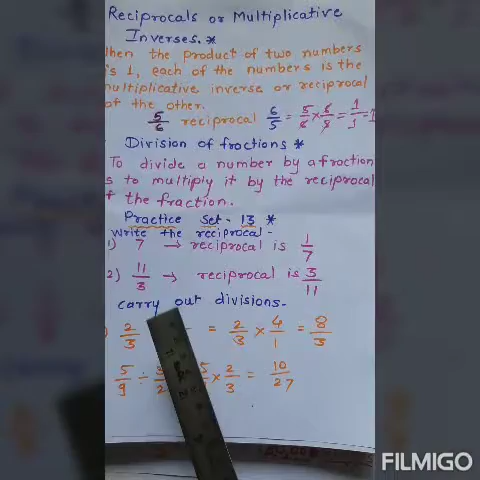 Reciprocals or Multiplicative
Inverses.*
When the product of two numbers
is 1, each of the numbers is the
multiplicative inverse or reciprocal
of the other.
5/6 reciprocal 6/5 = 5/6 × 6/5 = 1/1 = 1
Division of fractions *
To divide a number by a fraction
is to multiply it by the reciprocal
of the fraction.
Practice Set - 13 *
Write the reciprocal-
1) 7 → reciprocal is 1/7
2) 11/3 → reciprocal is 3/11
carry out divisions-
) 2/3 = 2/3 × 4/1 = 8/3
5/9 ÷ 3/2 × 2/3 = 10/27
FILMIGO